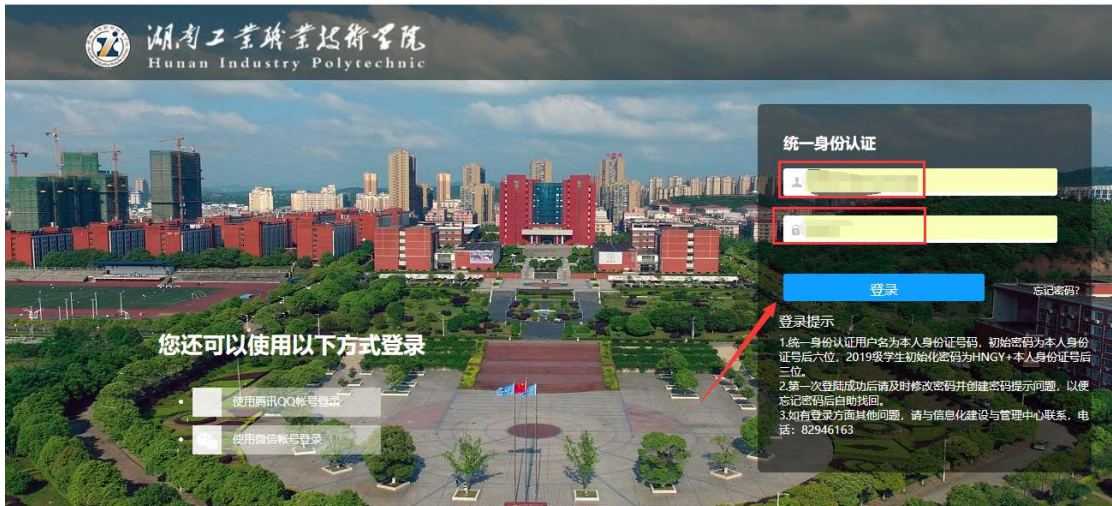 湖南工业职业技术学院
Hunan Industry Polytechnic
统一身份认证
登录
忘记密码?
登录提示
1.统一身份认证用户名为本人身份证号码，初始密码为本人身份
证号后六位，2019级学生初始化密码为HNGY+本人身份证号后
三位。
2.第一次登陆成功后请及时修改密码并创建密码提示问题，以便
忘记密码后自助找回。
3.如有登录方面其他问题，请与信息化建设与管理中心联系，电
话：82946163
您还可以使用以下方式登录
使用腾讯QQ帐号登录
使用微信帐号登录